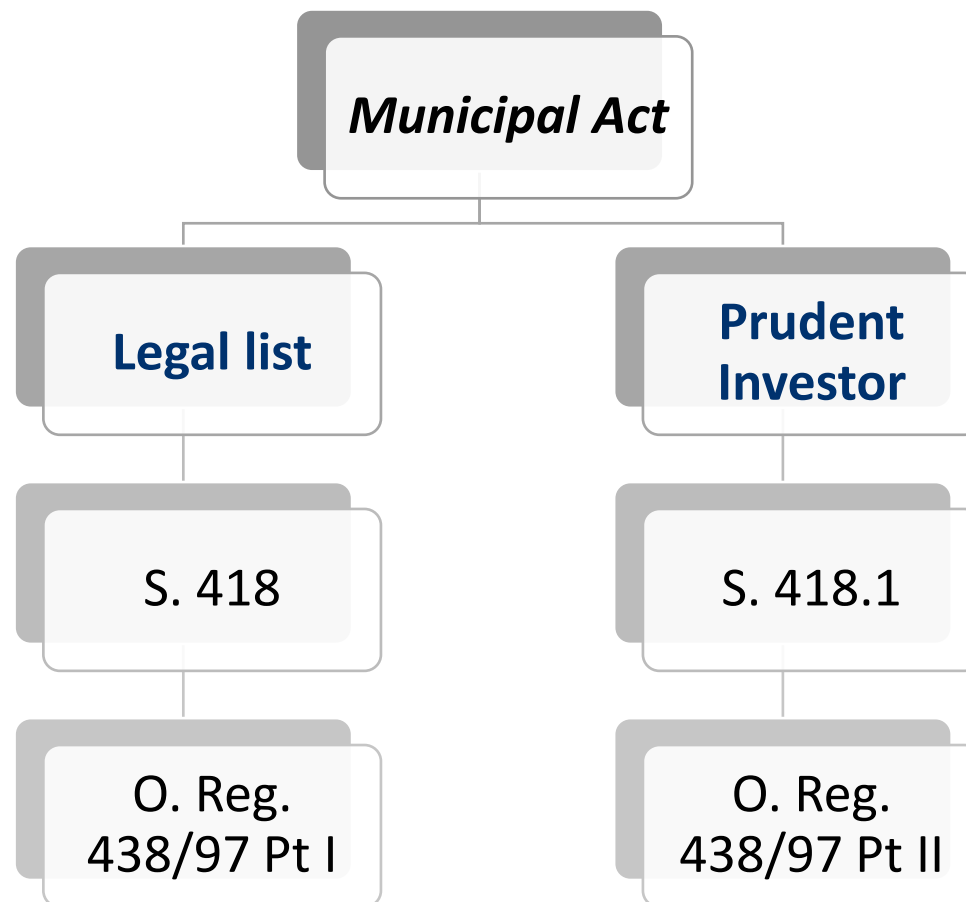 Municipal Act
Legal list
Prudent
Investor
S. 418
S. 418.1
O. Reg.
438/97 Pt I
O. Reg.
438/97 Pt II